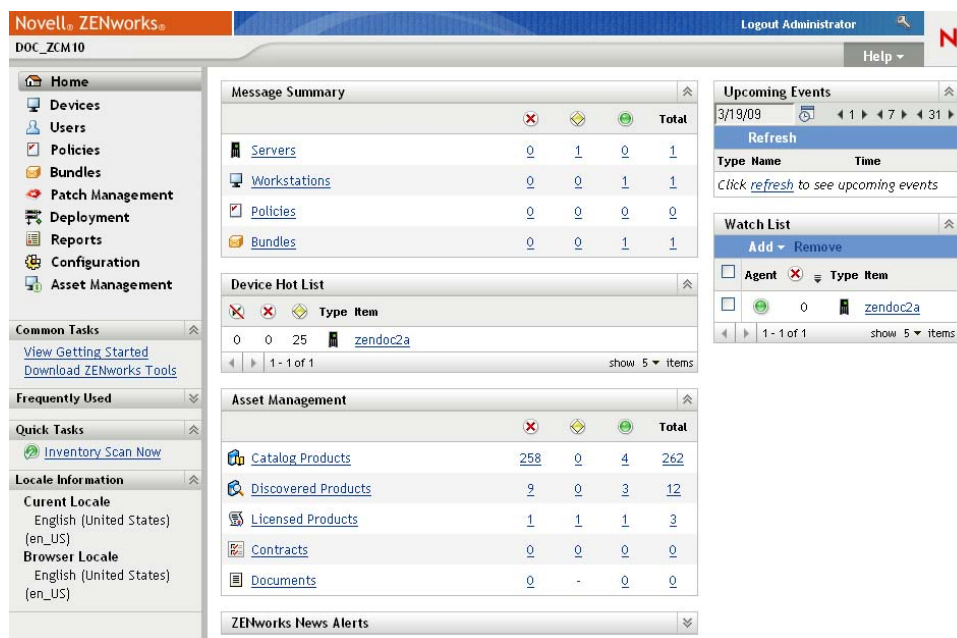 Novell® ZENworks®
Logout Administrator
N
DOC_ZCM10
Help
Home
Devices
Users
Policies
Bundles
Patch Management
Deployment
Reports
Configuration
Asset Management
Common Tasks
View Getting Started
Download ZENworks Tools
Frequently Used
Quick Tasks
Inventory Scan Now
Locale Information
Curent Locale
English (United States)
(en_US)
Browser Locale
English (United States)
(en_US)
Message Summary
Total
Servers 0 1 0 1
Workstations 0 0 1 1
Policies 0 0 0 0
Bundles 0 0 1 1
Device Hot List
Type Item
0 0 25 zendoc2a
1 - 1 of 1 show 5 items
Asset Management
Total
Catalog Products 258 0 4 262
Discovered Products 9 0 3 12
Licensed Products 1 1 1 3
Contracts 0 0 0 0
Documents 0 - 0 0
ZENworks News Alerts
Upcoming Events
3/19/09 1 7 31
Refresh
Type Name Time
Click refresh to see upcoming events
Watch List
Add Remove
Agent Type Item
0 zendoc2a
1 - 1 of 1 show 5 items